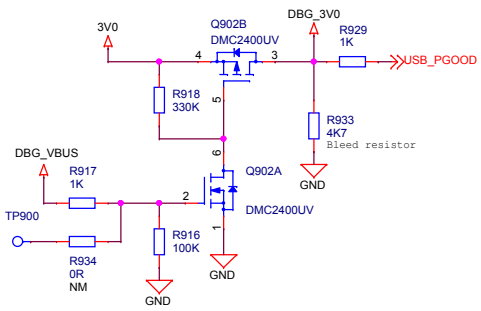 Q902B
DBG_3V0
3V0
DMC2400UV
R929
1K
4
3
USB_PGOOD
R918
330K
5
R933
4K7
Bleed resistor
6
DBG_VBUS
GND
R917
1K
Q902A
2
TP900
DMC2400UV
R916
100K
1
R934
0R
NM
GND
GND